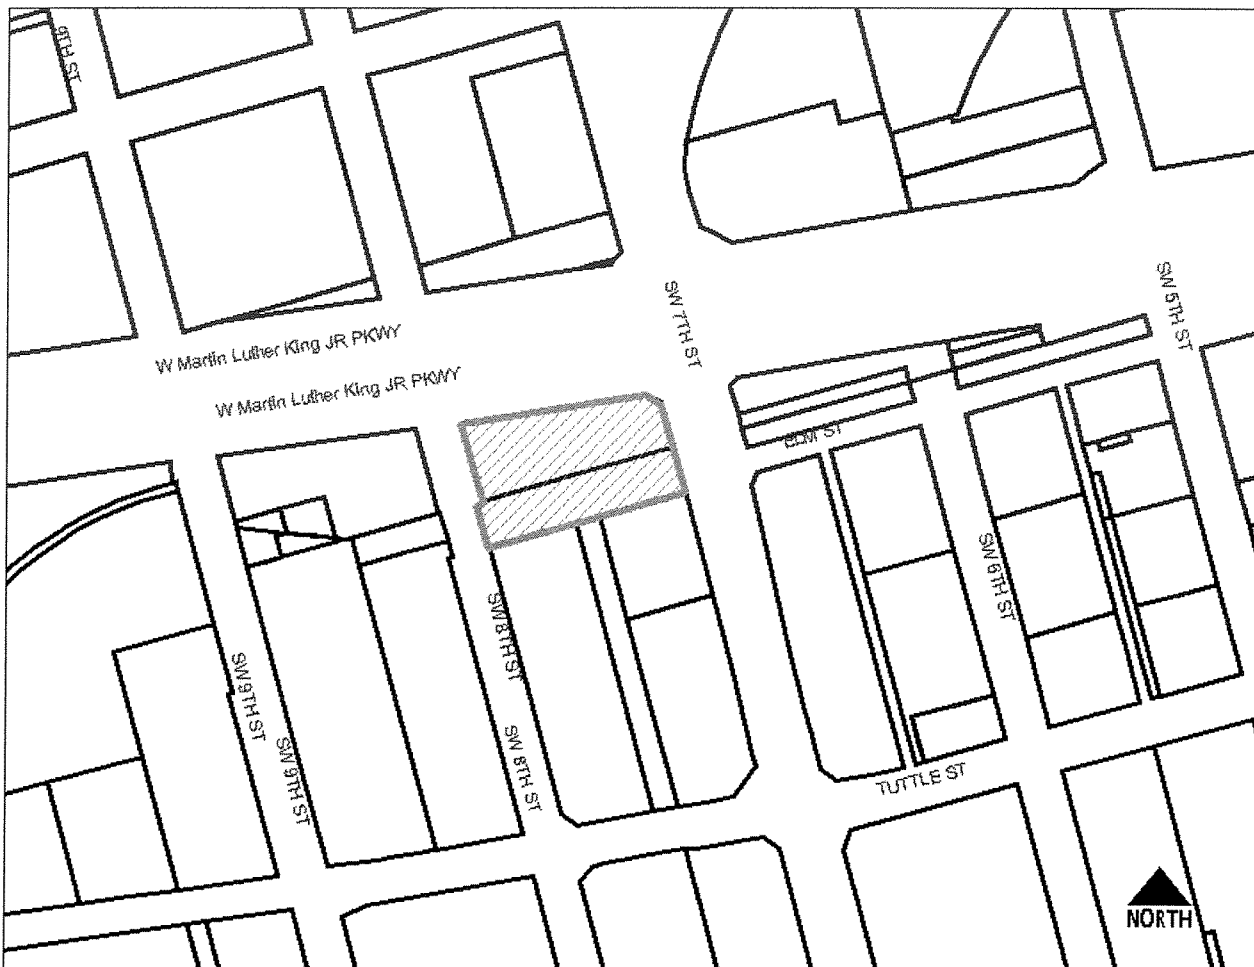 9TH ST
W Martin Luther King JR PKWY
W Martin Luther King JR PKWY
SW 7TH ST
SW 5TH ST
ELM ST
SW 6TH ST
SW 8TH ST
SW 9TH ST
SW 9TH ST
SW 8TH ST
TUTTLE ST
NORTH